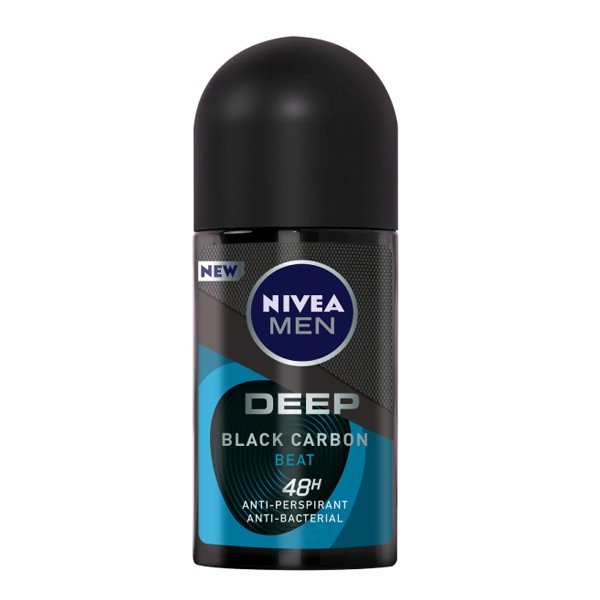 NEW
NIVEA
MEN
DEEP
BLACK CARBON
BEAT
48H
ANTI-PERSPIRANT
ANTI-BACTERIAL